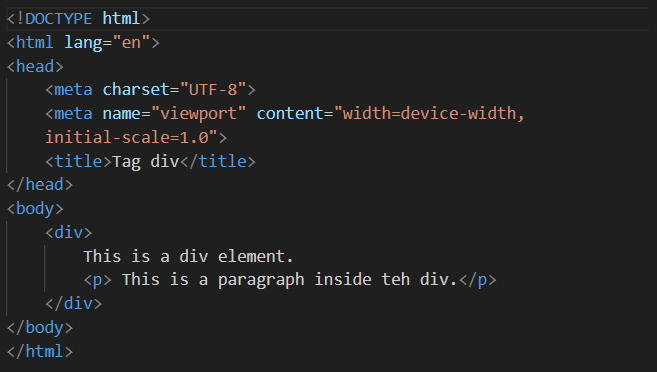 <!DOCTYPE html>
<html lang="en">
<head>
    <meta charset="UTF-8">
    <meta name="viewport" content="width=device-width,
    initial-scale=1.0">
    <title>Tag div</title>
</head>
<body>
    <div>
        This is a div element.
        <p> This is a paragraph inside teh div.</p>
    </div>
</body>
</html>